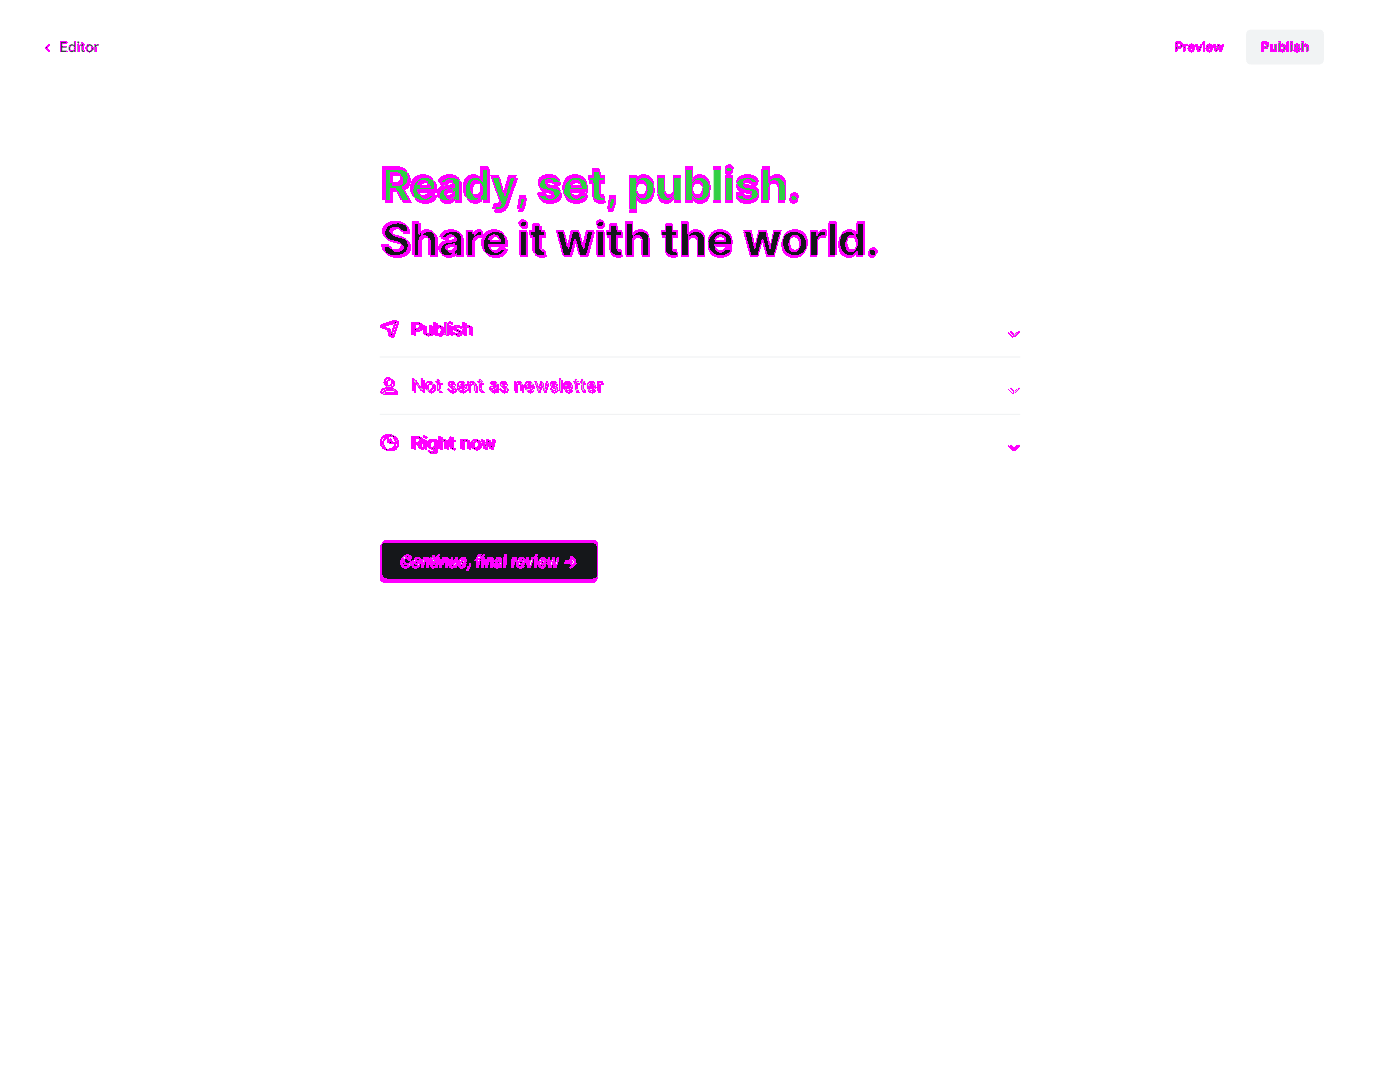 Editor
Preview
Publish
Ready, set, publish.
Share it with the world.
Publish
Not sent as newsletter
Right now
Continue, final review →